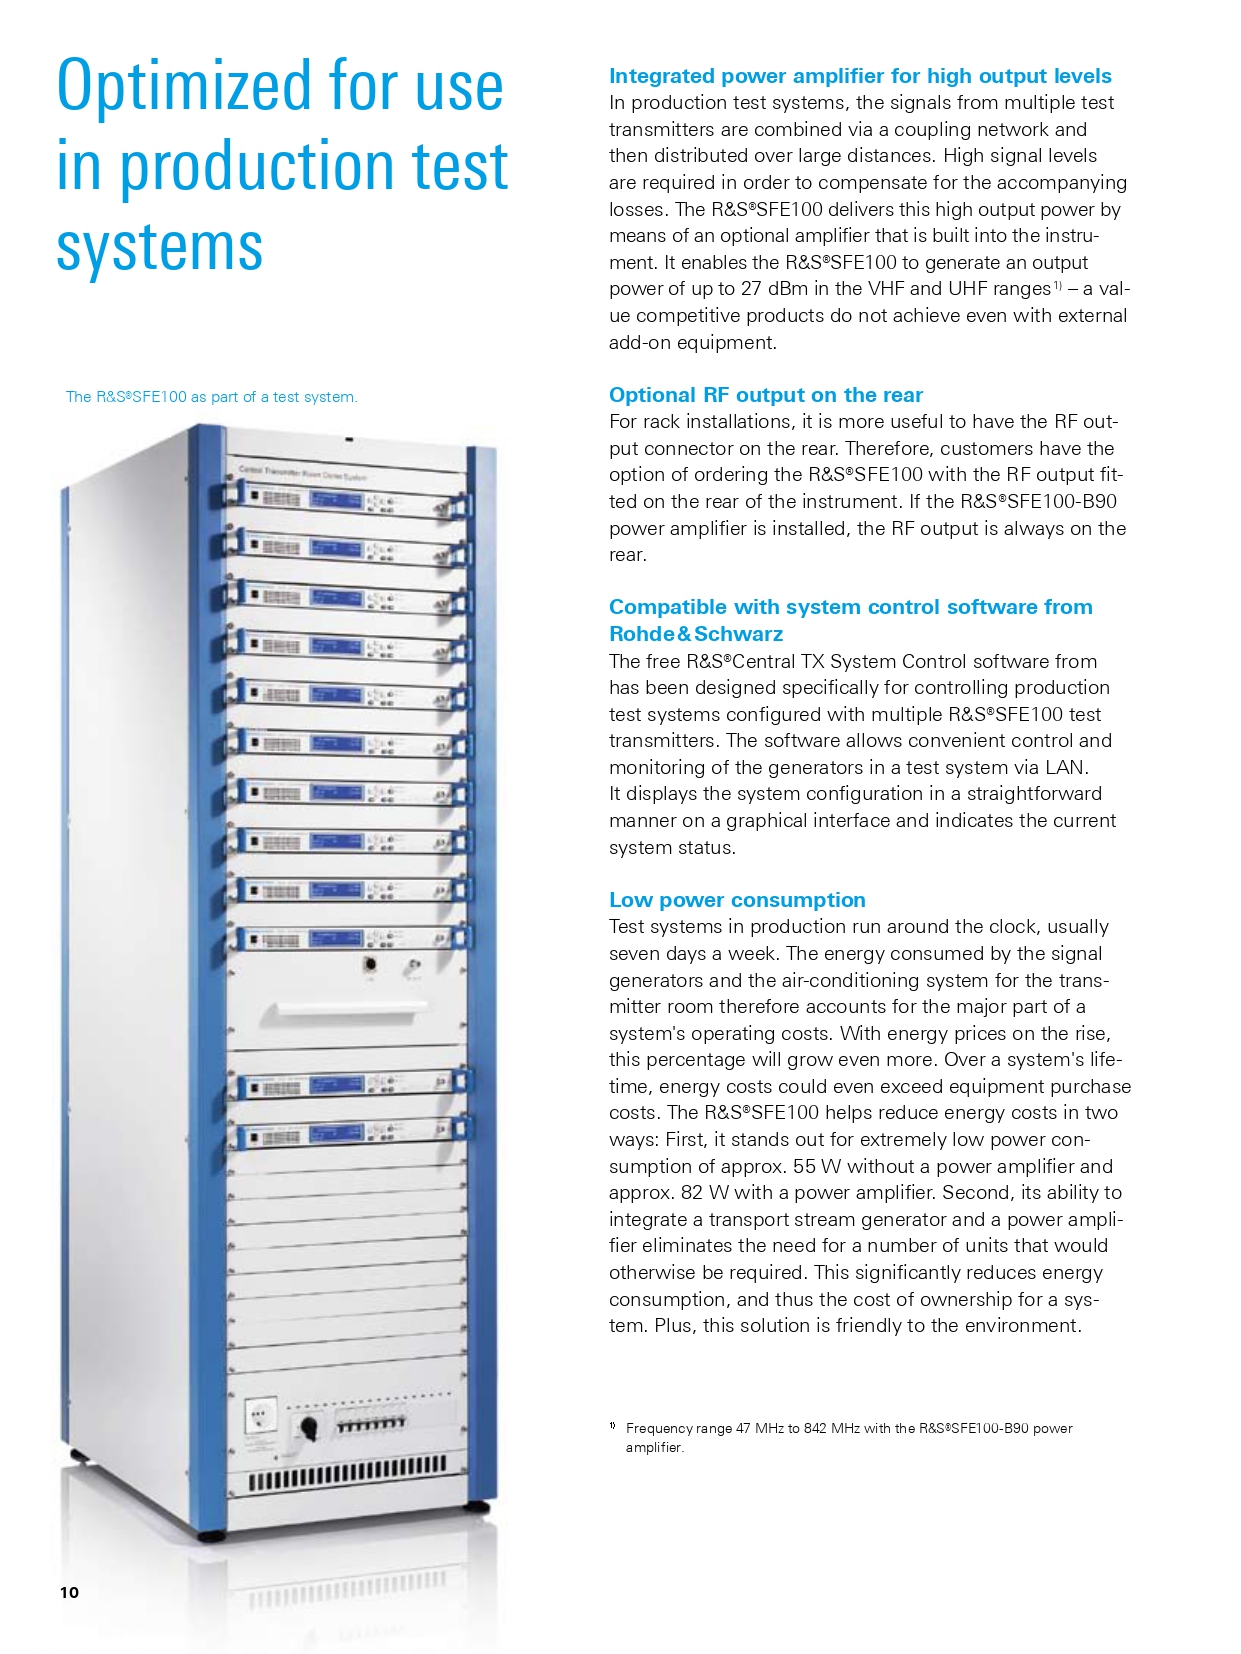 Optimized for use
in production test
systems
The R&S®SFE100 as part of a test system.
Central Transmitter Room Demo System
10
Integrated power amplifier for high output levels
In production test systems, the signals from multiple test
transmitters are combined via a coupling network and
then distributed over large distances. High signal levels
are required in order to compensate for the accompanying
losses. The R&S®SFE100 delivers this high output power by
means of an optional amplifier that is built into the instru-
ment. It enables the R&S®SFE100 to generate an output
power of up to 27 dBm in the VHF and UHF ranges 1) – a val-
ue competitive products do not achieve even with external
add-on equipment.
Optional RF output on the rear
For rack installations, it is more useful to have the RF out-
put connector on the rear. Therefore, customers have the
option of ordering the R&S®SFE100 with the RF output fit-
ted on the rear of the instrument. If the R&S®SFE100-B90
power amplifier is installed, the RF output is always on the
rear.
Compatible with system control software from
Rohde & Schwarz
The free R&S®Central TX System Control software from
has been designed specifically for controlling production
test systems configured with multiple R&S®SFE100 test
transmitters. The software allows convenient control and
monitoring of the generators in a test system via LAN.
It displays the system configuration in a straightforward
manner on a graphical interface and indicates the current
system status.
Low power consumption
Test systems in production run around the clock, usually
seven days a week. The energy consumed by the signal
generators and the air-conditioning system for the trans-
mitter room therefore accounts for the major part of a
system's operating costs. With energy prices on the rise,
this percentage will grow even more. Over a system's life-
time, energy costs could even exceed equipment purchase
costs. The R&S®SFE100 helps reduce energy costs in two
ways: First, it stands out for extremely low power con-
sumption of approx. 55 W without a power amplifier and
approx. 82 W with a power amplifier. Second, its ability to
integrate a transport stream generator and a power ampli-
fier eliminates the need for a number of units that would
otherwise be required. This significantly reduces energy
consumption, and thus the cost of ownership for a sys-
tem. Plus, this solution is friendly to the environment.
1) Frequency range 47 MHz to 842 MHz with the R&S®SFE100-B90 power
amplifier.